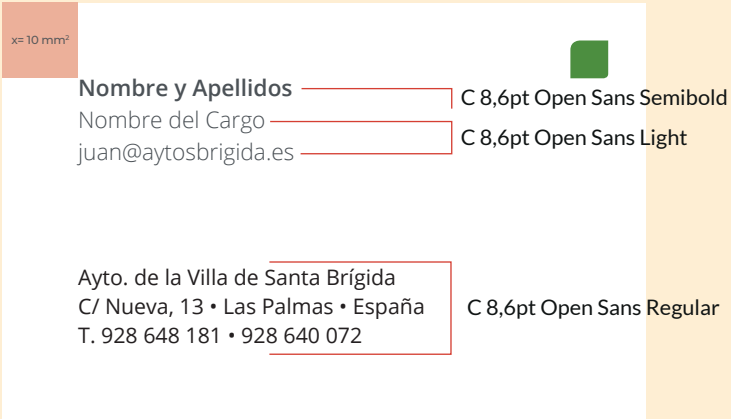 x= 10 mm²
Nombre y Apellidos
C 8,6pt Open Sans Semibold
Nombre del Cargo
juan@aytosbrigida.es
C 8,6pt Open Sans Light
Ayto. de la Villa de Santa Brígida
C/ Nueva, 13 • Las Palmas • España
T. 928 648 181 • 928 640 072
C 8,6pt Open Sans Regular